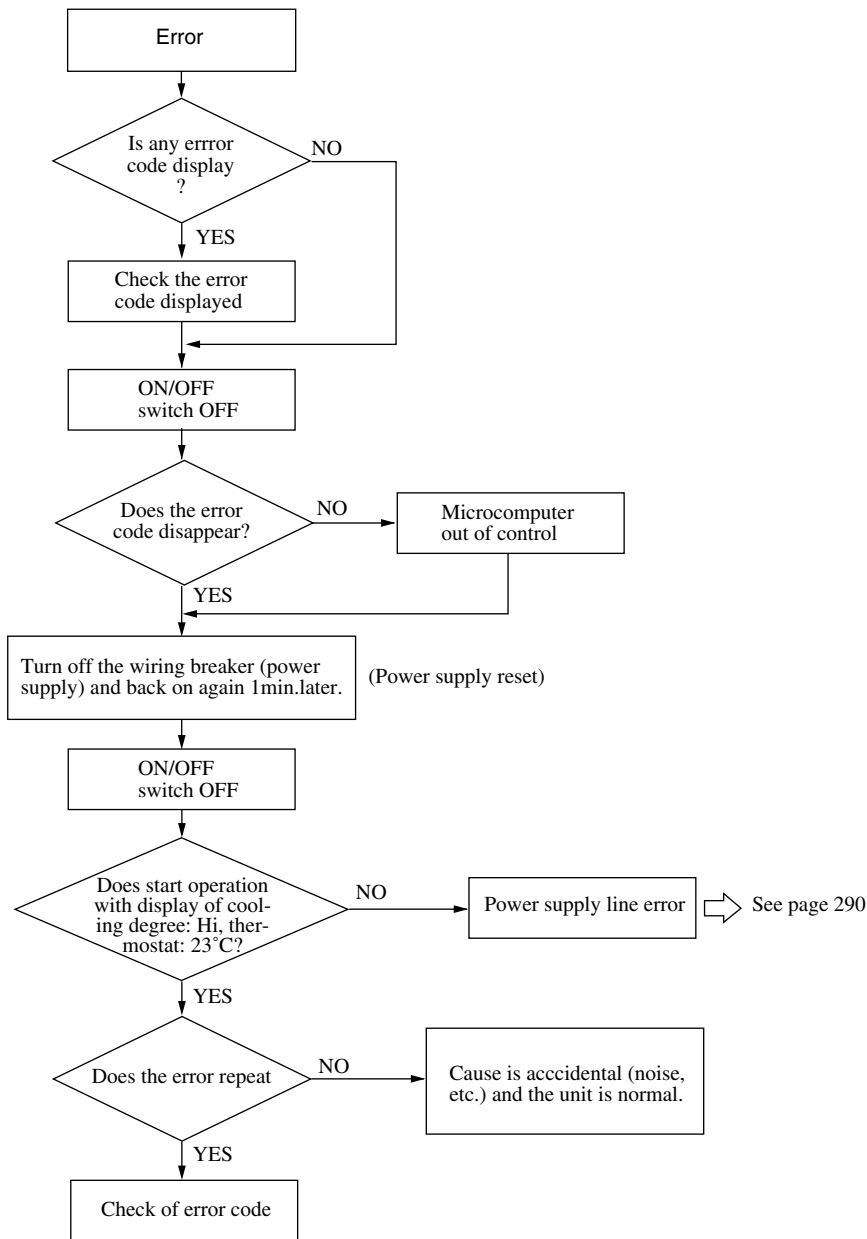 Error
Is any errror
code display
?
NO
YES
Check the error
code displayed
ON/OFF
switch OFF
Does the error
code disappear?
NO
Microcomputer
out of control
YES
Turn off the wiring breaker (power
supply) and back on again 1min.later.
(Power supply reset)
ON/OFF
switch OFF
Does start operation
with display of cool-
ing degree: Hi, ther-
mostat: 23˚C?
NO
Power supply line error
See page 290
YES
Does the error repeat
NO
Cause is acccidental (noise,
etc.) and the unit is normal.
YES
Check of error code